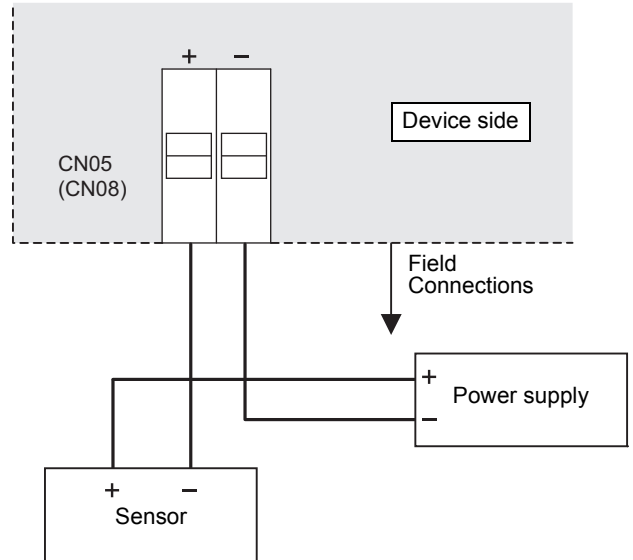 + −
Device side
CN05
(CN08)
Field
Connections
+
Power supply
−
+ −
Sensor